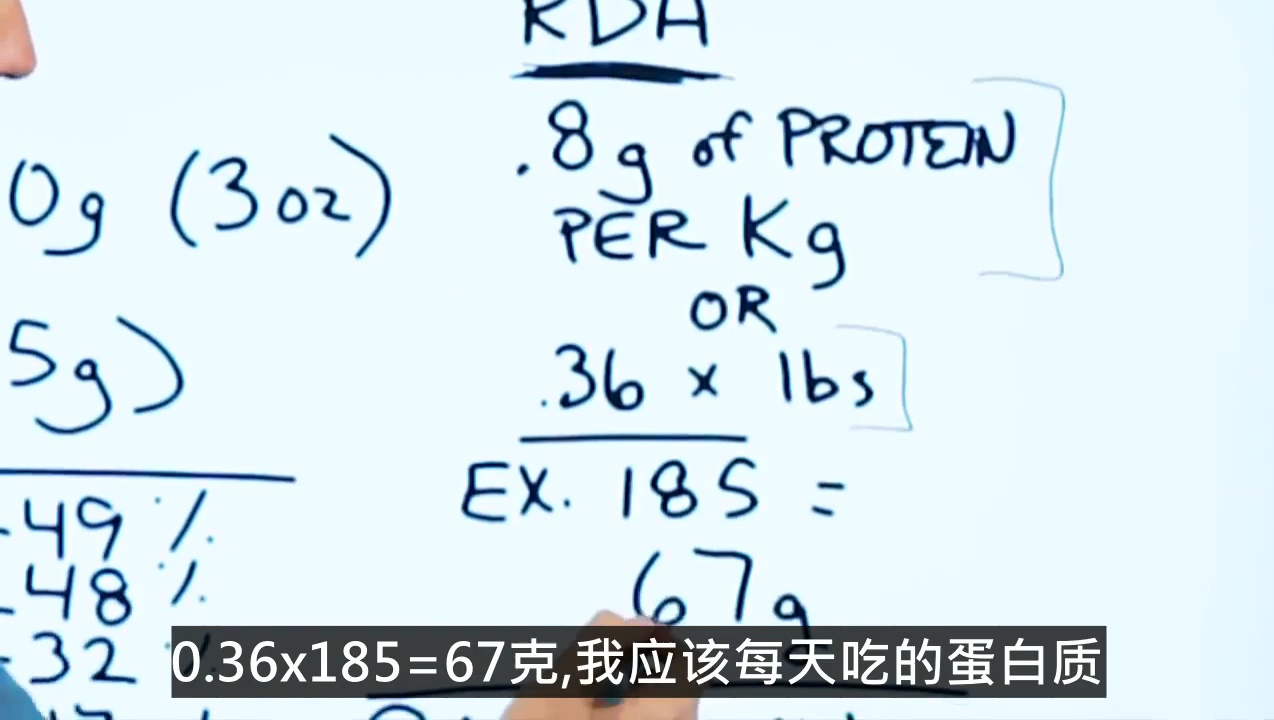 RDA
.8g of PROTEIN
PER Kg
OR
.36 x lbs
EX. 185 =
67g
0g (3oz)
5g)
49%
48%
32%
0.36x185=67克,我应该每天吃的蛋白质